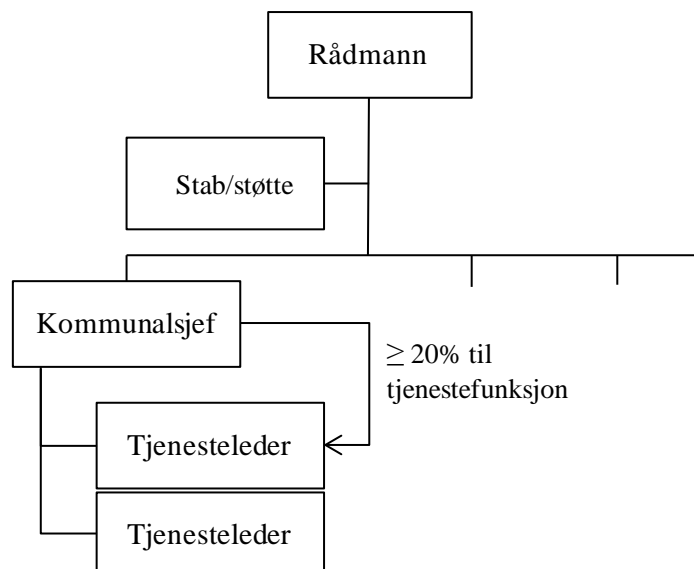 Rådmann
Stab/støtte
Kommunalsjef
≥ 20% til
tjenestefunksjon
Tjenesteleder
Tjenesteleder